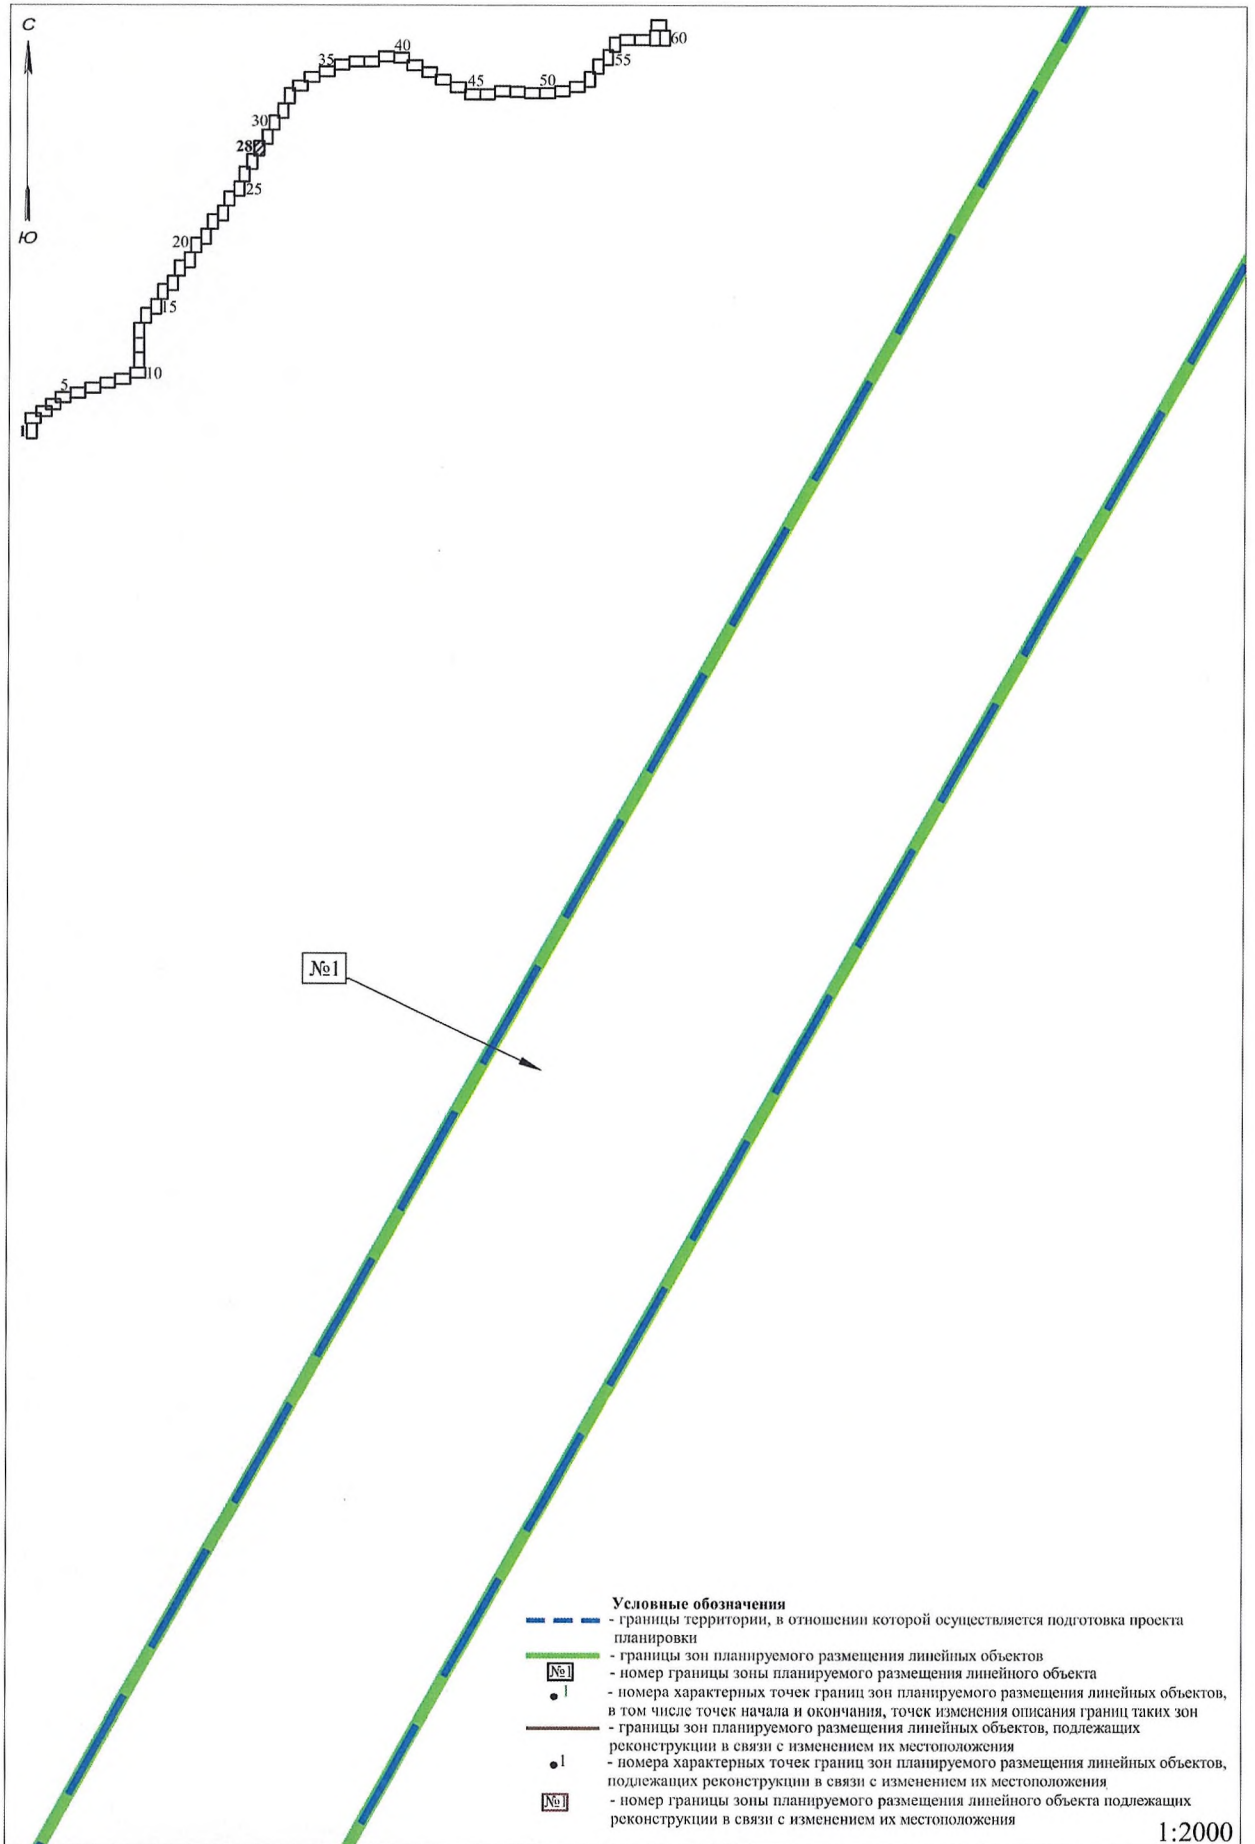 С
Ю
40
60
35
55
45
50
30
28
25
20
15
10
5
1
№1
Условные обозначения
- границы территории, в отношении которой осуществляется подготовка проекта
планировки
- границы зон планируемого размещения линейных объектов
№1 - номер границы зоны планируемого размещения линейного объекта
1 - номера характерных точек границ зон планируемого размещения линейных объектов,
в том числе точек начала и окончания, точек изменения описания границ таких зон
- границы зон планируемого размещения линейных объектов, подлежащих
реконструкции в связи с изменением их местоположения
1 - номера характерных точек границ зон планируемого размещения линейных объектов,
подлежащих реконструкции в связи с изменением их местоположения
№1 - номер границы зоны планируемого размещения линейного объекта подлежащих
реконструкции в связи с изменением их местоположения
1:2000